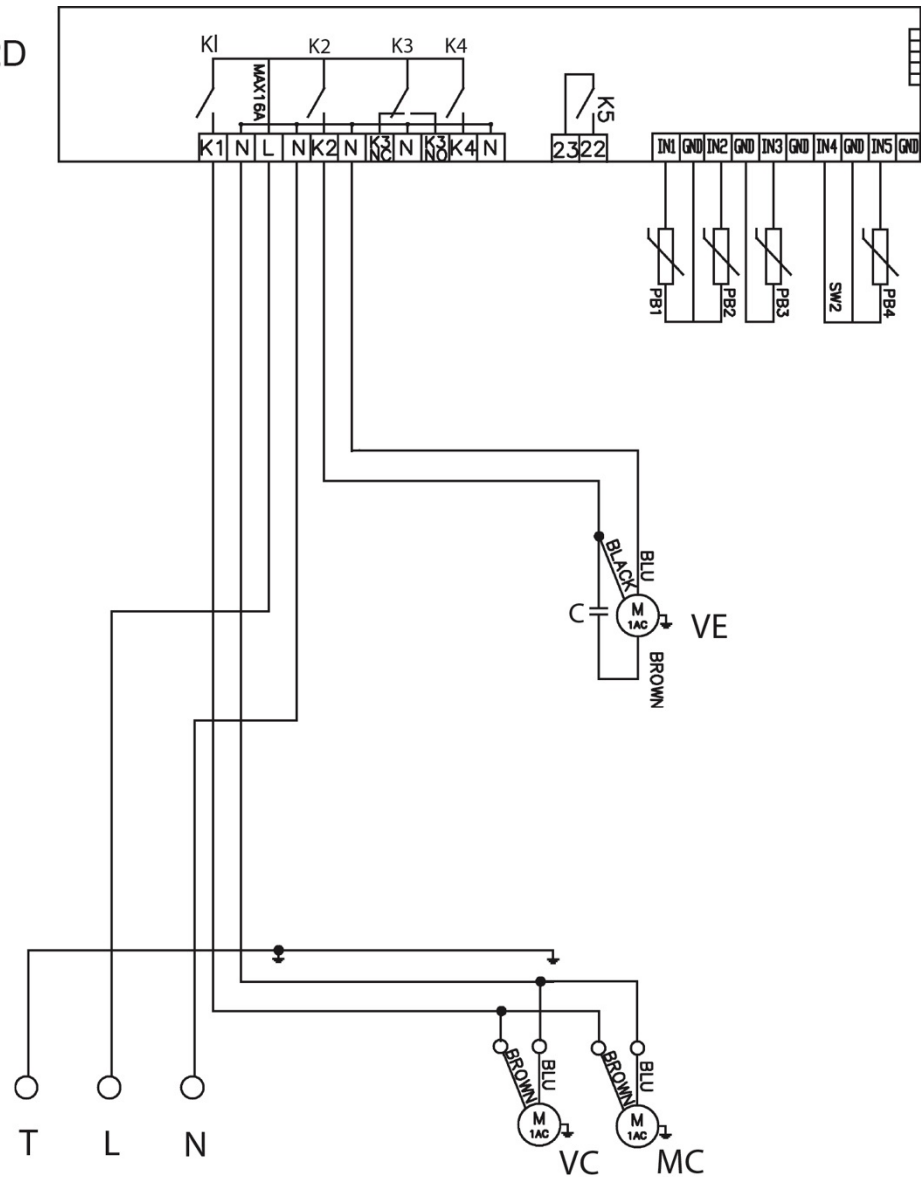 2D
Kl K2 K3 K4
MAX16A
K5
K1 N L N K2 N K3 NC N K3 NO K4 N
23 22
IN1 GND IN2 GND IN3 GND IN4 GND IN5 GND
PB1 PB2 PB3 SW2 PB4
BLACK BLU
C
M
1AC
VE
BROWN
BROWN BLU BROWN BLU
M
1AC
VC
M
1AC
MC
T L N